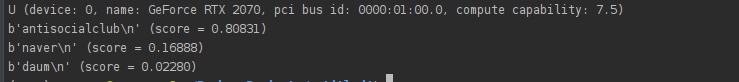 U (device: 0, name: GeForce RTX 2070, pci bus id: 0000:01:00.0, compute capability: 7.5)
b'antisocialclub\n' (score = 0.80831)
b'naver\n' (score = 0.16888)
b'daum\n' (score = 0.02280)